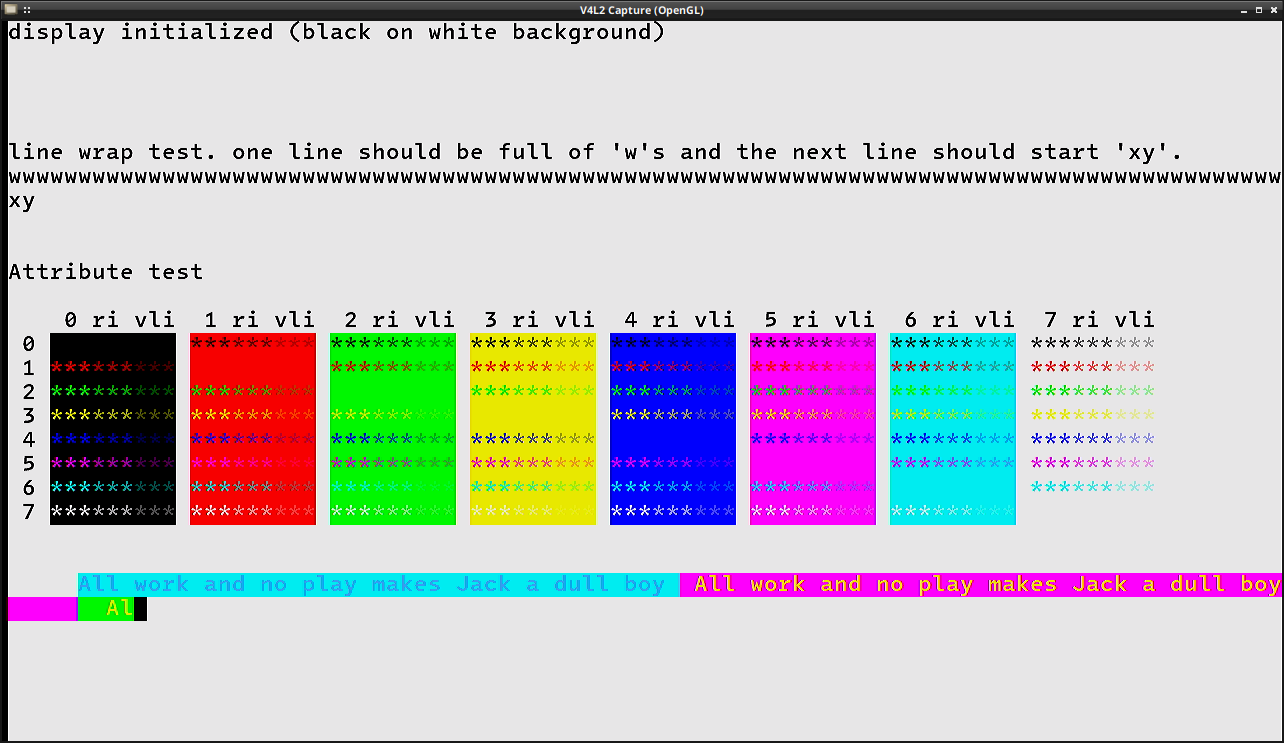 V4L2 Capture (OpenGL)
display initialized (black on white background)
line wrap test. one line should be full of 'w's and the next line should start 'xy'.
wwwwwwwwwwwwwwwwwwwwwwwwwwwwwwwwwwwwwwwwwwwwwwwwwwwwwwwwwwwwwwwwwwwwwwwwwwwwwwwwwwwwwwwwwww
xy
Attribute test
0 ri vli 1 ri vli 2 ri vli 3 ri vli 4 ri vli 5 ri vli 6 ri vli 7 ri vli
0 ********* ********* ********* ********* ********* ********* *********
1 ********* ********* ********* ********* ********* ********* *********
2 ********* ********* ********* ********* ********* ********* *********
3 ********* ********* ********* ********* ********* ********* *********
4 ********* ********* ********* ********* ********* ********* *********
5 ********* ********* ********* ********* ********* ********* *********
6 ********* ********* ********* ********* ********* ********* *********
7 ********* ********* ********* ********* ********* ********* *********
All work and no play makes Jack a dull boy All work and no play makes Jack a dull boy
Al